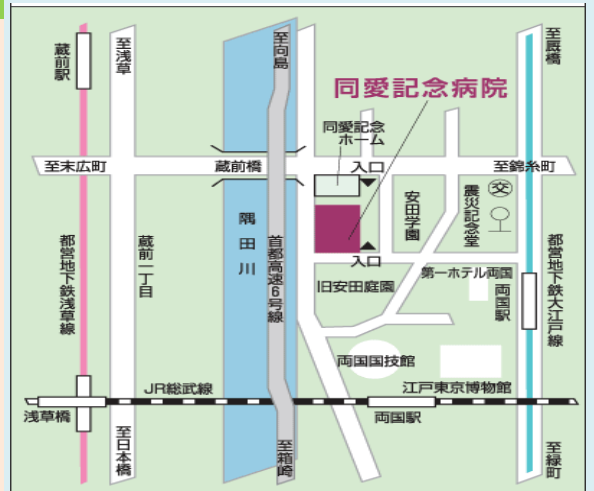 至浅草
蔵前駅
至向島
至厩橋
同愛記念病院
同愛記念
ホーム
至末広町
蔵前橋
入口
至錦糸町
交
安田学園
震災記念堂
隅田川
首都高速6号線
都営地下鉄浅草線
蔵前一丁目
入口
旧安田庭園
第一ホテル両国
両国駅
都営地下鉄大江戸線
両国国技館
JR総武線
江戸東京博物館
浅草橋
両国駅
至日本橋
至箱崎
至緑町